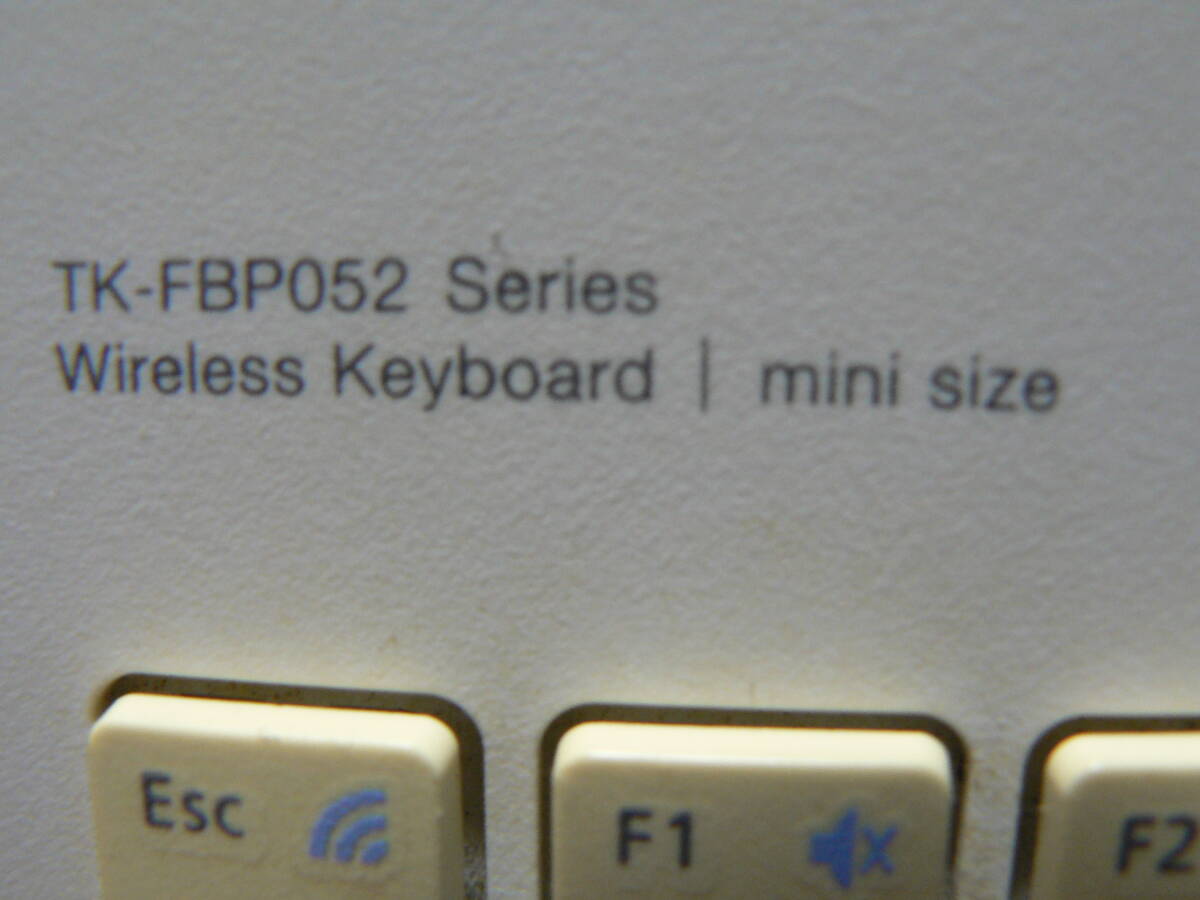 TK-FBP052 Series
Wireless Keyboard | mini size
Esc F1 F2